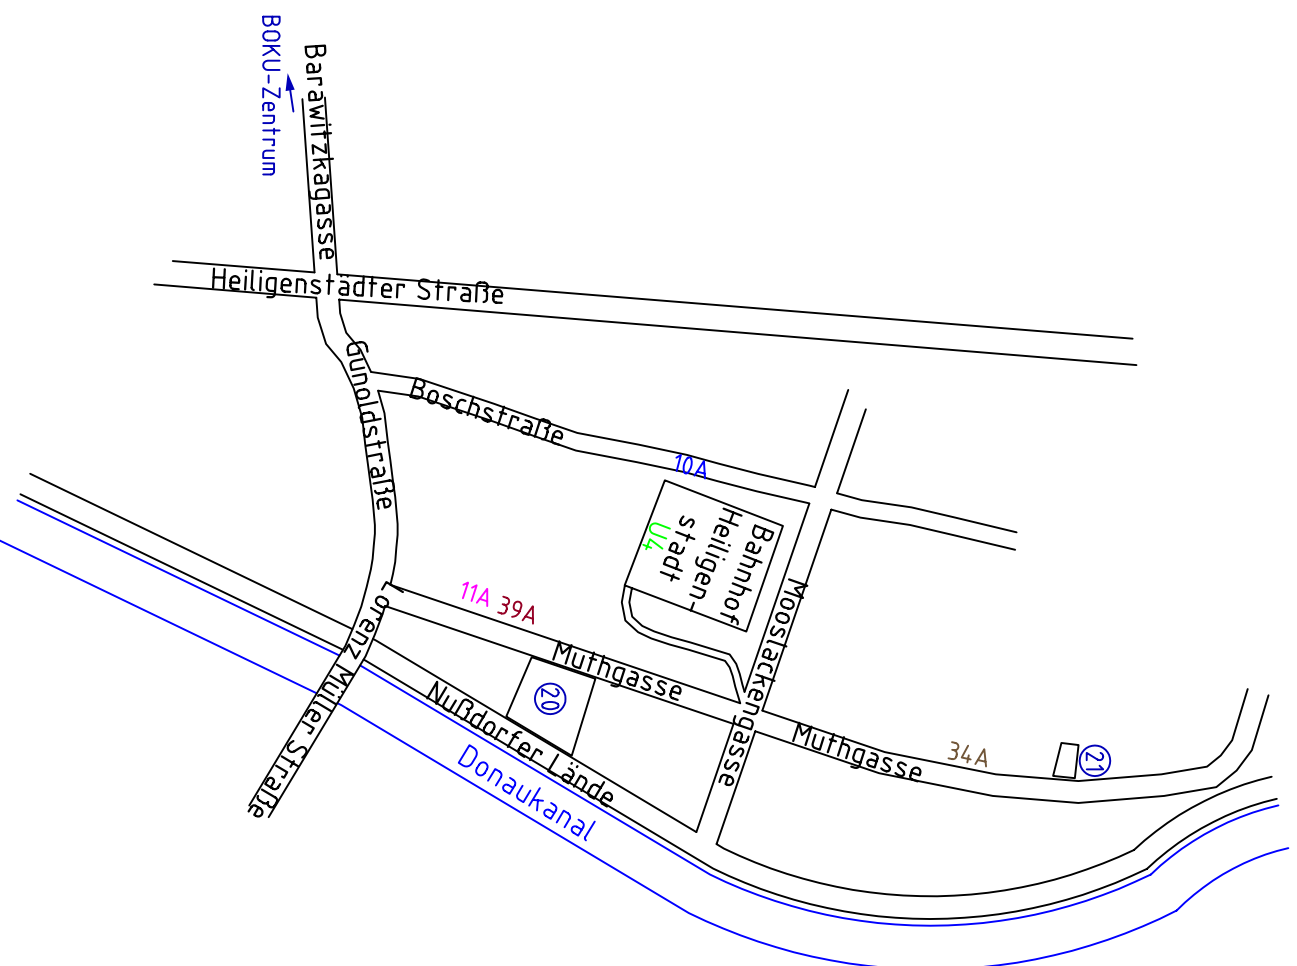 BOKU-Zentrum
Barawitzkagasse
Heiligenstädter Straße
Gunoldstraße
Boschstraße
10A
Bahnhof
Heiligen-
stadt
U4
Mooslackengasse
11A
39A
Muthgasse
20
orenz Müller Straße
Nußdorfer Lände
Donaukanal
Muthgasse
34A
21